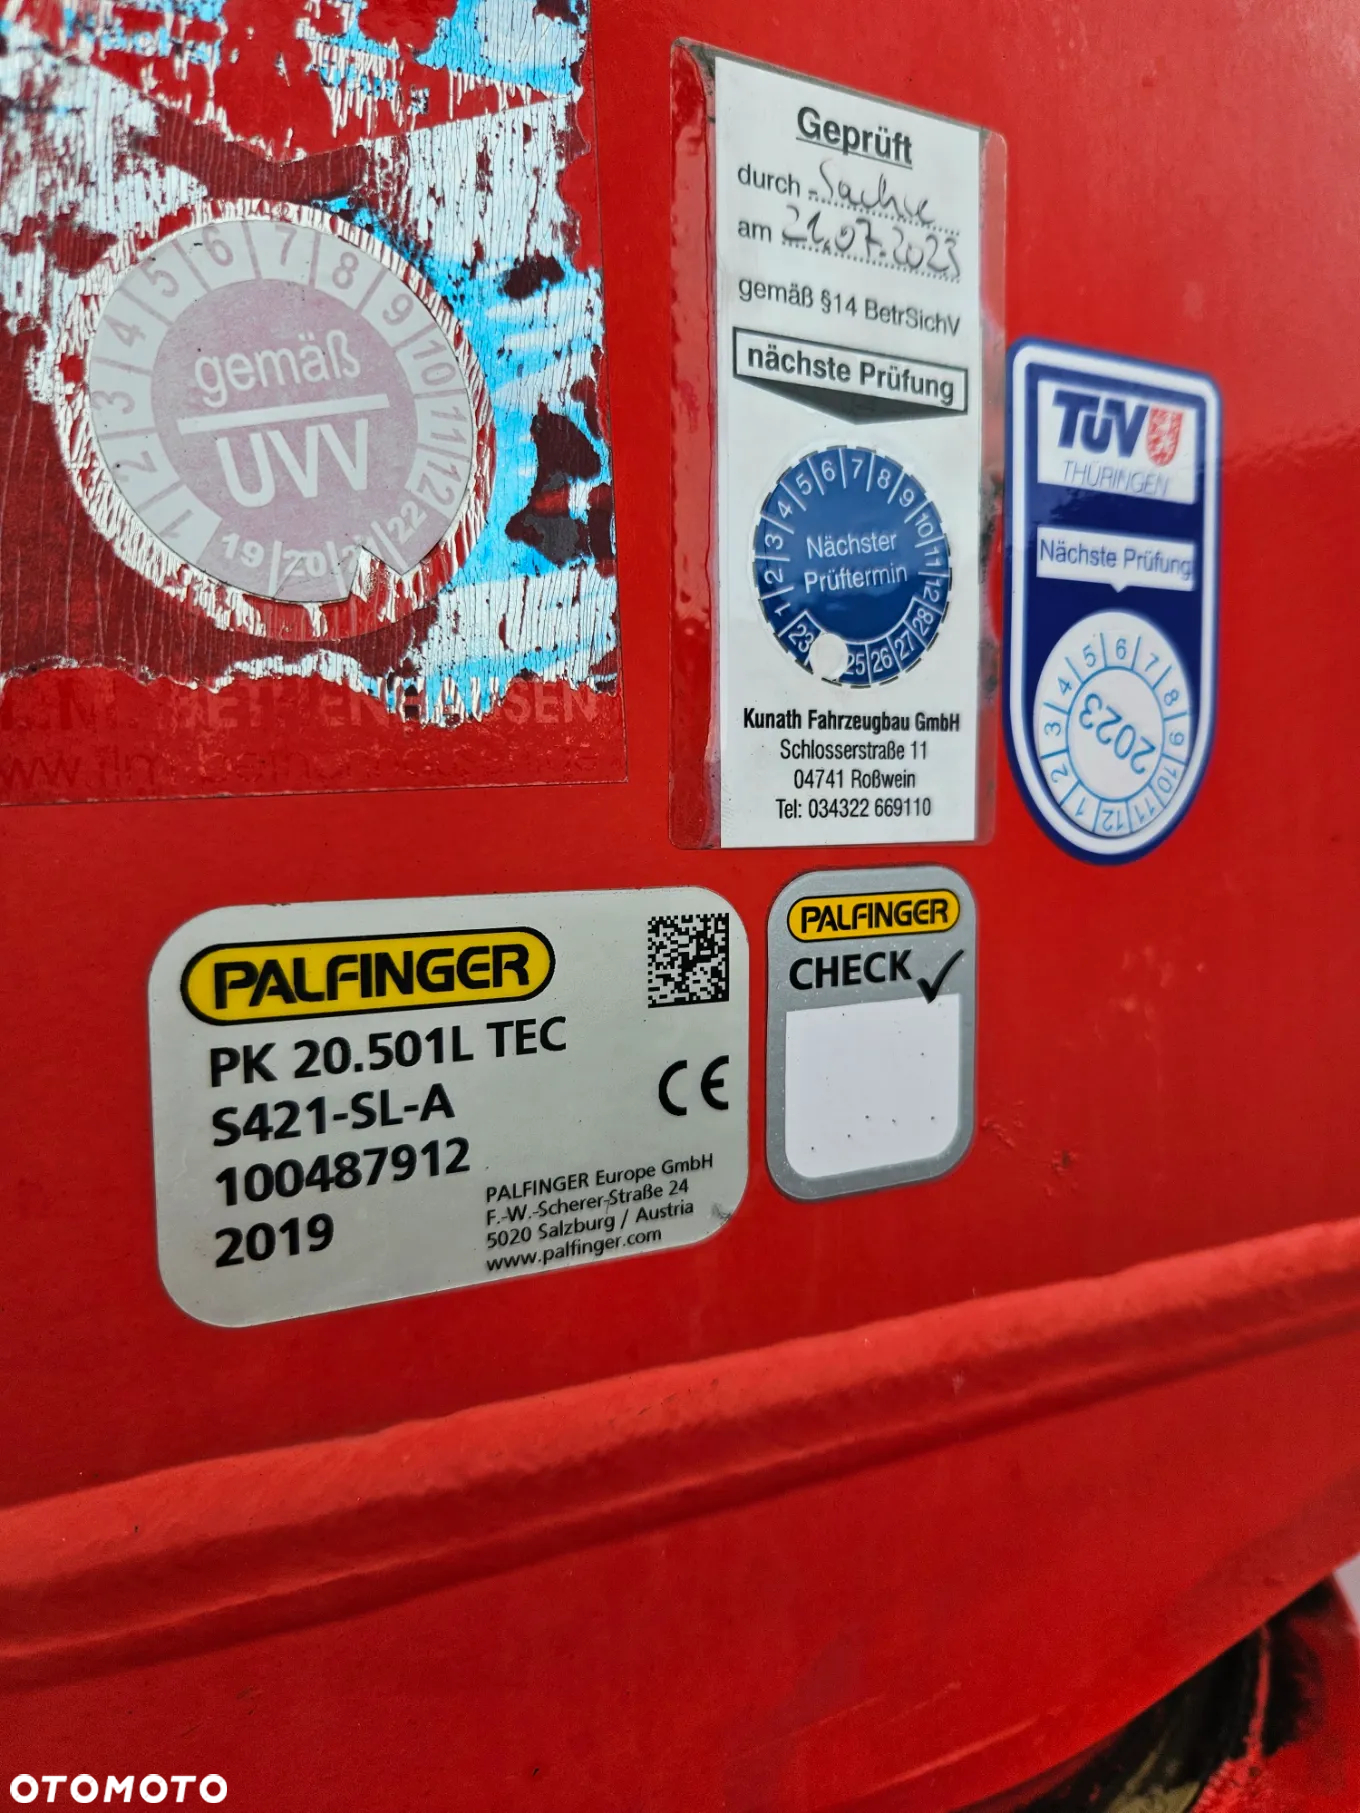 gemäß
UVV
1 2 3 4 5 6 7 8 9 10 11 12
19 20 21 22
Geprüft
durch Sachse
am 21.07.2023
gemäß §14 BetrSichV
nächste Prüfung
1 2 3 4 5 6 7 8 9 10 11 12
Nächster
Prüftermin
23 25 26 27 28
Kunath Fahrzeugbau GmbH
Schlosserstraße 11
04741 Roßwein
Tel: 034322 669110
TÜV
THÜRINGEN
Nächste Prüfung
1 2 3 4 5 6 7 8 9 10 11 12
2023
PALFINGER
PK 20.501L TEC
S421-SL-A
100487912
2019
CE
PALFINGER Europe GmbH
F.-W.-Scherer-Straße 24
5020 Salzburg / Austria
www.palfinger.com
PALFINGER
CHECK
OTOMOTO